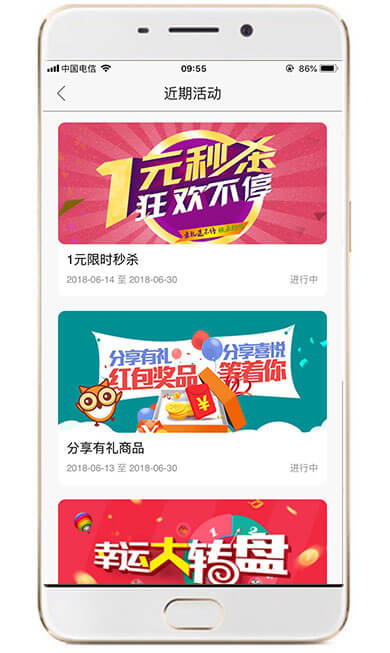 中国电信
09:55
86%
近期活动
1元秒杀
狂欢不停
1元限时秒杀
2018-06-14 至 2018-06-30
进行中
分享有礼 分享喜悦
红包奖品 等着你
分享有礼商品
2018-06-13 至 2018-06-30
进行中
幸运大转盘